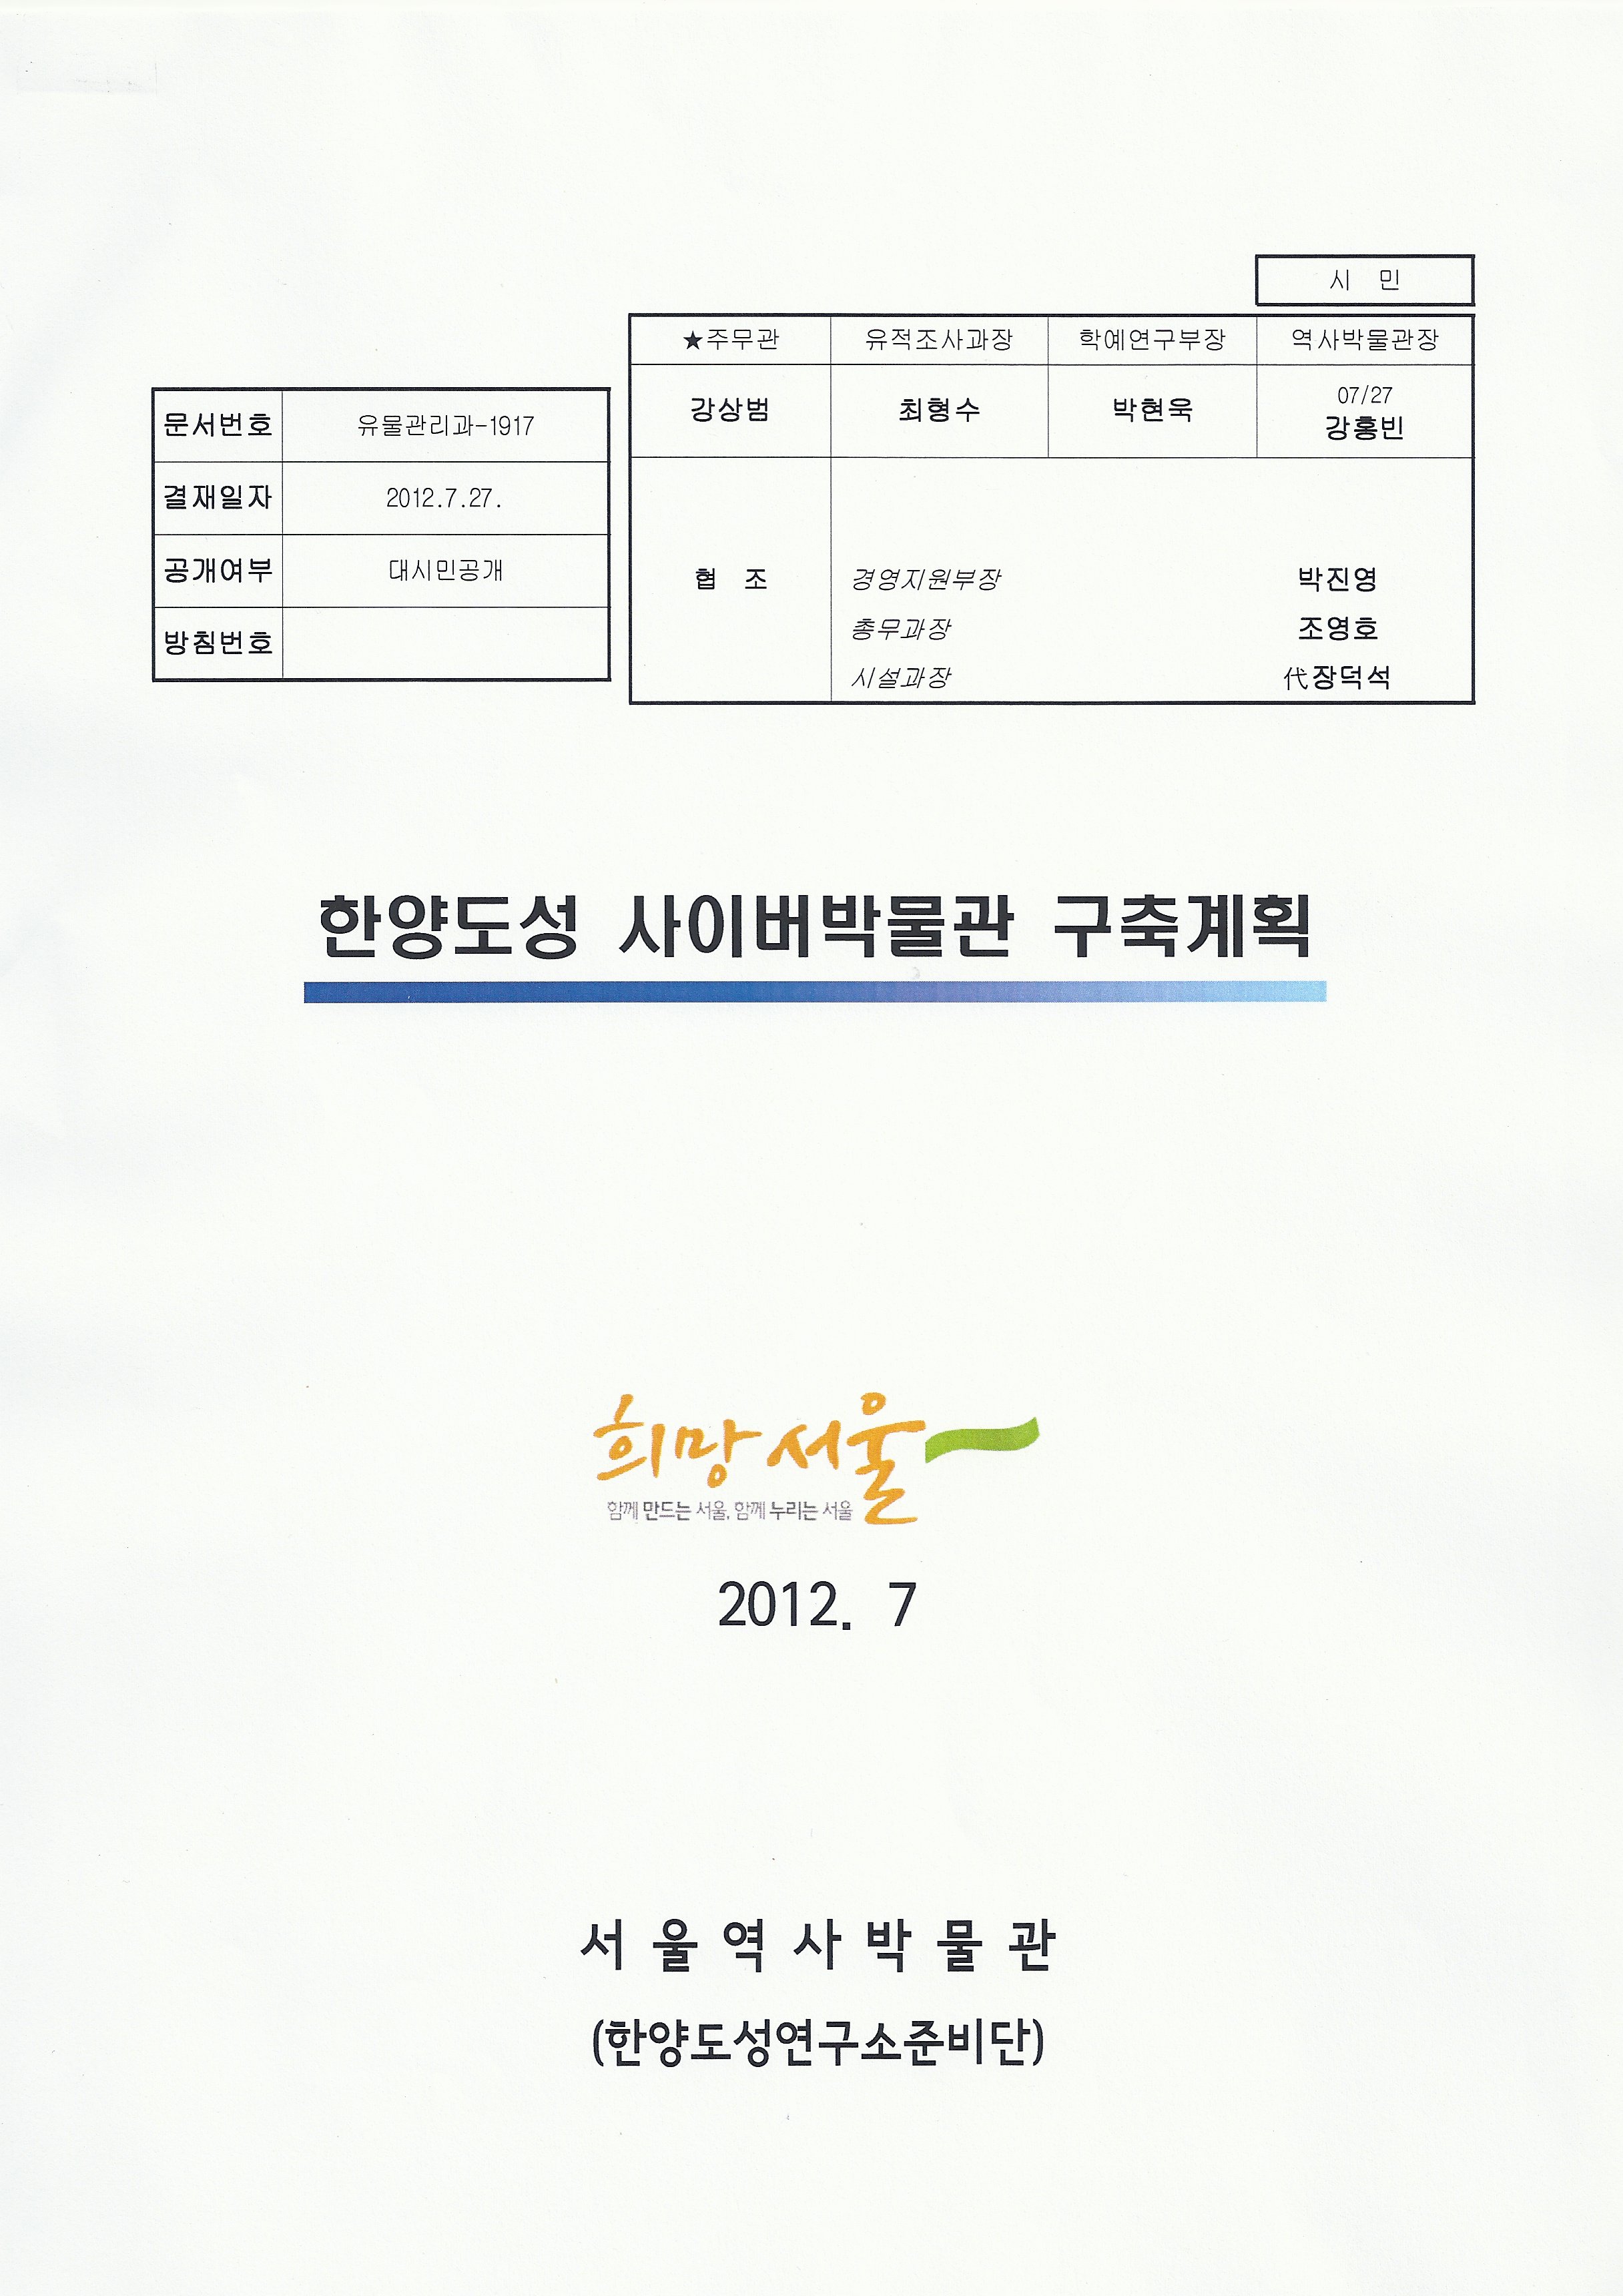 시 민
★주무관 유적조사과장 학예연구부장 역사박물관장
강상범 최형수 박현욱 07/27 강홍빈
협 조
경영지원부장 박진영
총무과장 조영호
시설과장 代장덕석
문서번호 유물관리과-1917
결재일자 2012.7.27.
공개여부 대시민공개
방침번호
한양도성 사이버박물관 구축계획
희망서울
함께 만드는 서울, 함께 누리는 서울
2012. 7
서울역사박물관
(한양도성연구소준비단)